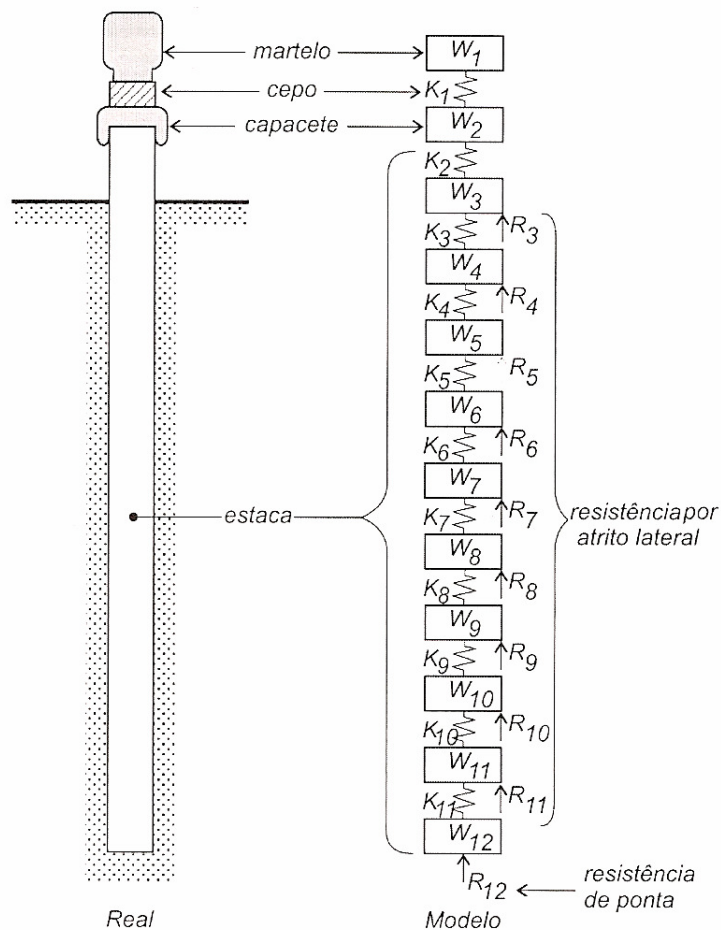 martelo
W1
cepo
K1
capacete
W2
K2
W3
K3
R3
W4
K4
R4
W5
K5
R5
W6
K6
R6
W7
estaca
K7
R7
resistência por
atrito lateral
W8
K8
R8
W9
K9
R9
W10
K10
R10
W11
K11
R11
W12
R12
resistência
de ponta
Real
Modelo